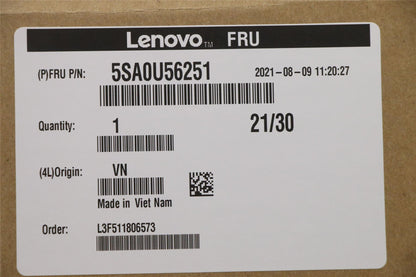 Lenovo™ FRU
(P)FRU P/N: 5SA0U56251 2021-08-09 11:20:27
Quantity: 1 21/30
(4L)Origin: VN
Made in Viet Nam
Order: L3F511806573